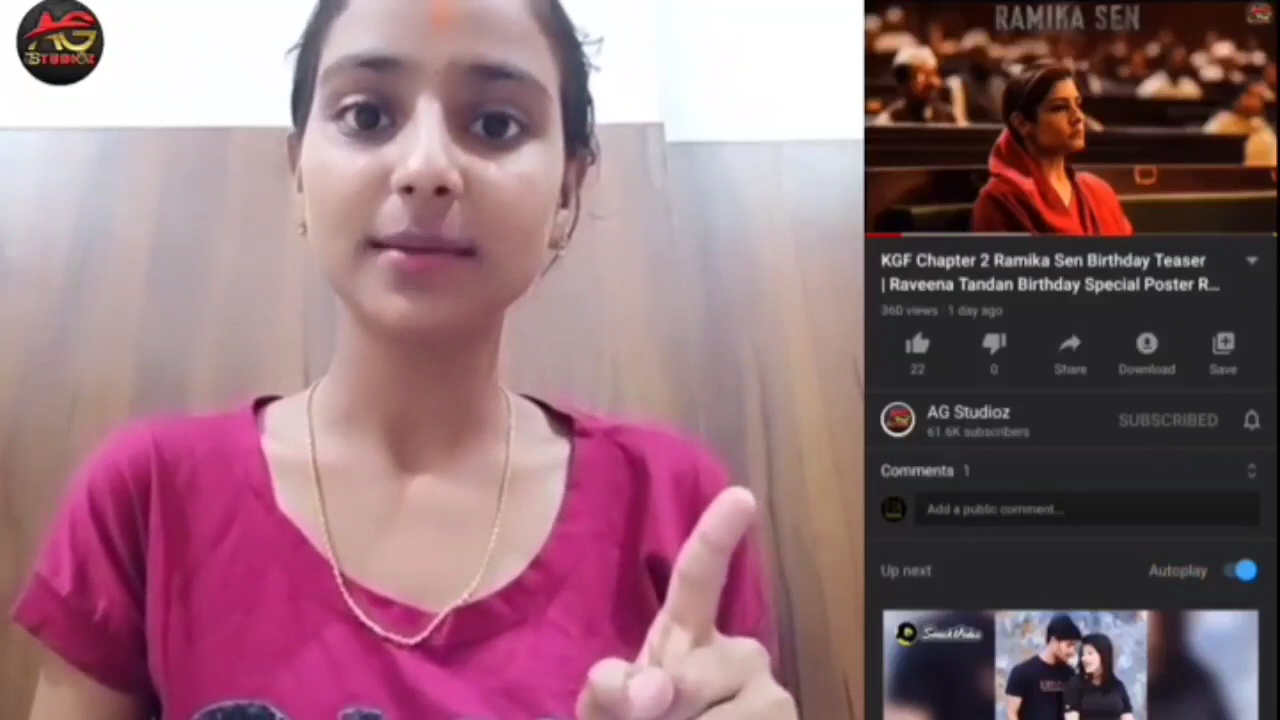 AG
STUDIOZ
RAMIKA SEN
KGF Chapter 2 Ramika Sen Birthday Teaser
| Raveena Tandan Birthday Special Poster R...
360 views · 1 day ago
22
0
Share
Download
Save
AG Studioz
61.6K subscribers
SUBSCRIBED
Comments 1
Add a public comment...
Up next
Autoplay